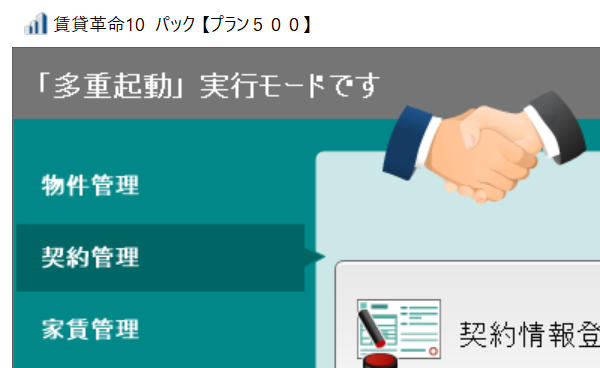 賃貸革命10 パック【プラン５００】
「多重起動」実行モードです
物件管理
契約管理
家賃管理
契約情報登